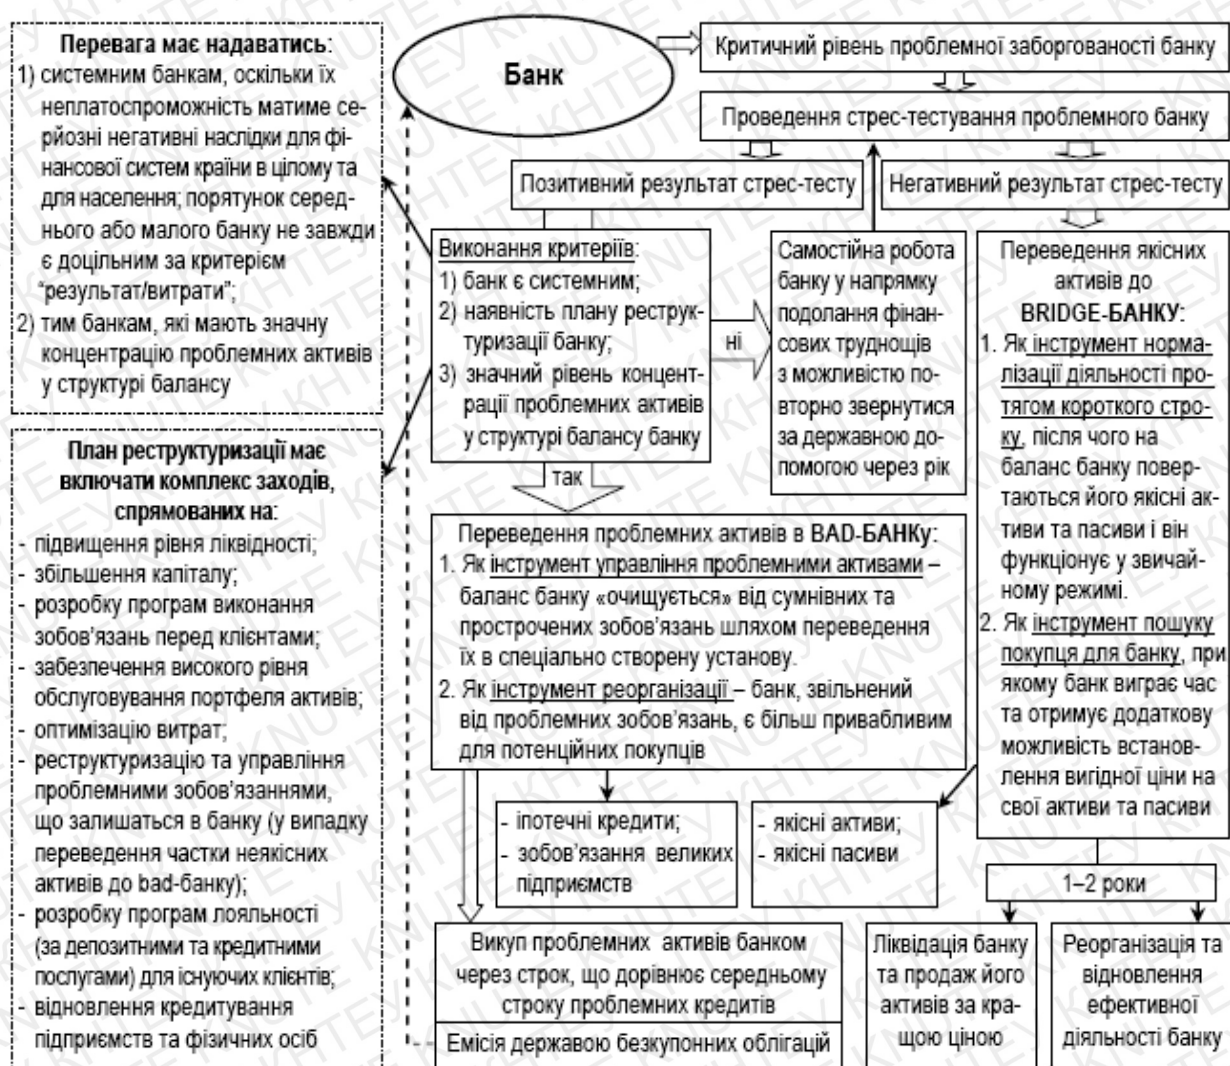 Перевага має надаватись:
1) системним банкам, оскільки їх
неплатоспроможність матиме се-
рйозні негативні наслідки для фі-
нансової систем країни в цілому та
для населення; порятунок серед-
нього або малого банку не завжди
є доцільним за критерієм
“результат/витрати”;
2) тим банкам, які мають значну
концентрацію проблемних активів
у структурі балансу
План реструктуризації має
включати комплекс заходів,
спрямованих на:
- підвищення рівня ліквідності;
- збільшення капіталу;
- розробку програм виконання
зобов’язань перед клієнтами;
- забезпечення високого рівня
обслуговування портфеля активів;
- оптимізацію витрат;
- реструктуризацію та управління
проблемними зобов’язаннями,
що залишаться в банку (у випадку
переведення частки неякісних
активів до bad-банку);
- розробку програм лояльності
(за депозитними та кредитними
послугами) для існуючих клієнтів;
- відновлення кредитування
підприємств та фізичних осіб
Банк
Критичний рівень проблемної заборгованості банку
Проведення стрес-тестування проблемного банку
Позитивний результат стрес-тесту
Негативний результат стрес-тесту
Виконання критеріїв:
1) банк є системним;
2) наявність плану реструк-
туризації банку;
3) значний рівень концент-
рації проблемних активів
у структурі балансу банку
ні
так
Самостійна робота
банку у напрямку
подолання фінан-
сових труднощів
з можливістю по-
вторно звернутися
за державною до-
помогою через рік
Переведення якісних
активів до
BRIDGE-БАНКУ:
1. Як інструмент норма-
лізації діяльності про-
тягом короткого стро-
ку, після чого на
баланс банку повер-
таються його якісні ак-
тиви та пасиви і він
функціонує у звичай-
ному режимі.
2. Як інструмент пошуку
покупця для банку, при
якому банк виграє час
та отримує додаткову
можливість встанов-
лення вигідної ціни на
свої активи та пасиви
Переведення проблемних активів в BAD-БАНКу:
1. Як інструмент управління проблемними активами –
баланс банку «очищується» від сумнівних та
прострочених зобов’язань шляхом переведення
їх в спеціально створену установу.
2. Як інструмент реорганізації – банк, звільнений
від проблемних зобов’язань, є більш привабливим
для потенційних покупців
- іпотечні кредити;
- зобов’язання великих
підприємств
- якісні активи;
- якісні пасиви
1–2 роки
Викуп проблемних активів банком
через строк, що дорівнює середньому
строку проблемних кредитів
Емісія державою безкупонних облігацій
Ліквідація банку
та продаж його
активів за кра-
щою ціною
Реорганізація та
відновлення
ефективної
діяльності банку